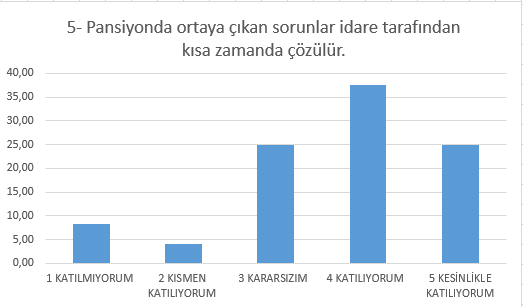 5- Pansiyonda ortaya çıkan sorunlar idare tarafından
kısa zamanda çözülür.
40,00
35,00
30,00
25,00
20,00
15,00
10,00
5,00
0,00
1 KATILMIYORUM
2 KISMEN
KATILIYORUM
3 KARARSIZIM
4 KATILIYORUM
5 KESİNLİKLE
KATILIYORUM